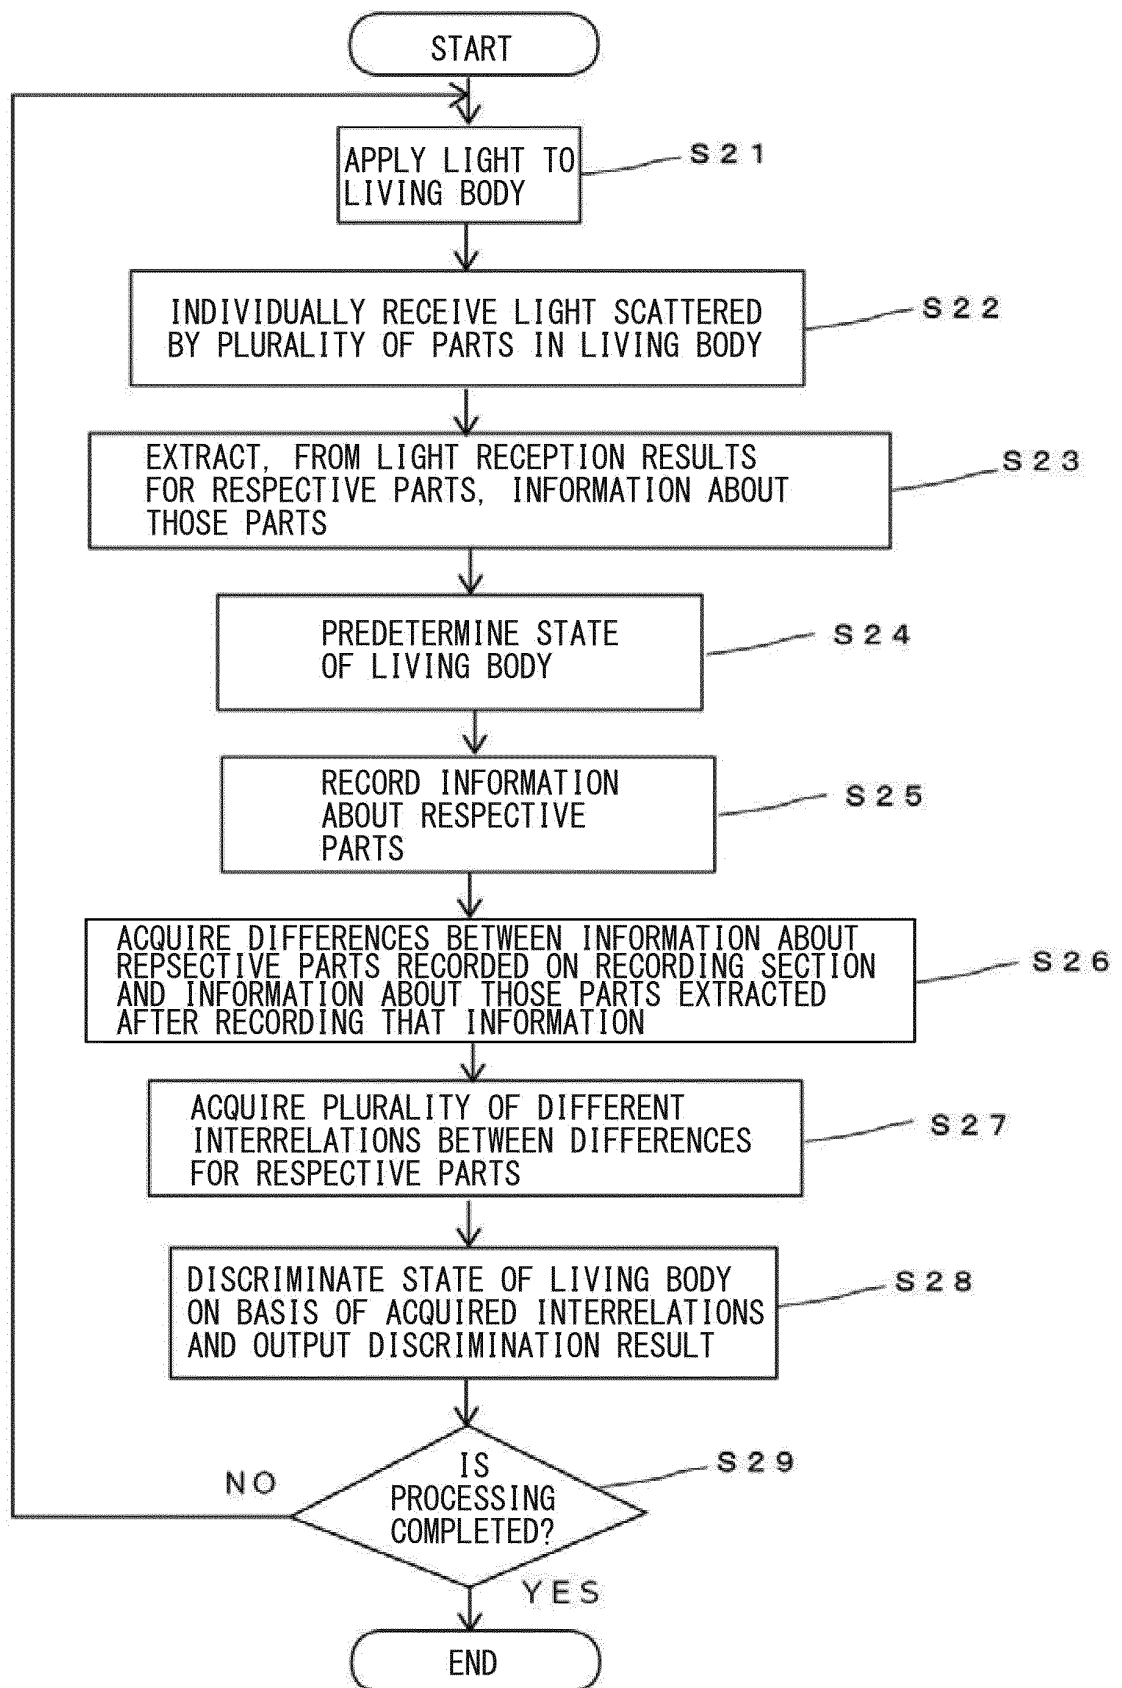 START
APPLY LIGHT TO
LIVING BODY
S21
INDIVIDUALLY RECEIVE LIGHT SCATTERED
BY PLURALITY OF PARTS IN LIVING BODY
S22
EXTRACT, FROM LIGHT RECEPTION RESULTS
FOR RESPECTIVE PARTS, INFORMATION ABOUT
THOSE PARTS
S23
PREDETERMINE STATE
OF LIVING BODY
S24
RECORD INFORMATION
ABOUT RESPECTIVE
PARTS
S25
ACQUIRE DIFFERENCES BETWEEN INFORMATION ABOUT
REPSECTIVE PARTS RECORDED ON RECORDING SECTION
AND INFORMATION ABOUT THOSE PARTS EXTRACTED
AFTER RECORDING THAT INFORMATION
S26
ACQUIRE PLURALITY OF DIFFERENT
INTERRELATIONS BETWEEN DIFFERENCES
FOR RESPECTIVE PARTS
S27
DISCRIMINATE STATE OF LIVING BODY
ON BASIS OF ACQUIRED INTERRELATIONS
AND OUTPUT DISCRIMINATION RESULT
S28
IS
PROCESSING
COMPLETED?
S29
NO
YES
END